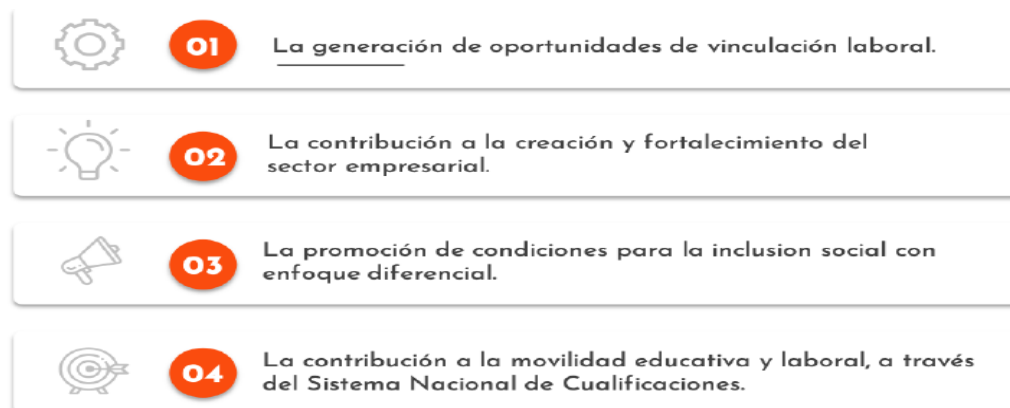 01
La generación de oportunidades de vinculación laboral.
02
La contribución a la creación y fortalecimiento del
sector empresarial.
03
La promoción de condiciones para la inclusion social con
enfoque diferencial.
04
La contribución a la movilidad educativa y laboral, a través
del Sistema Nacional de Cualificaciones.